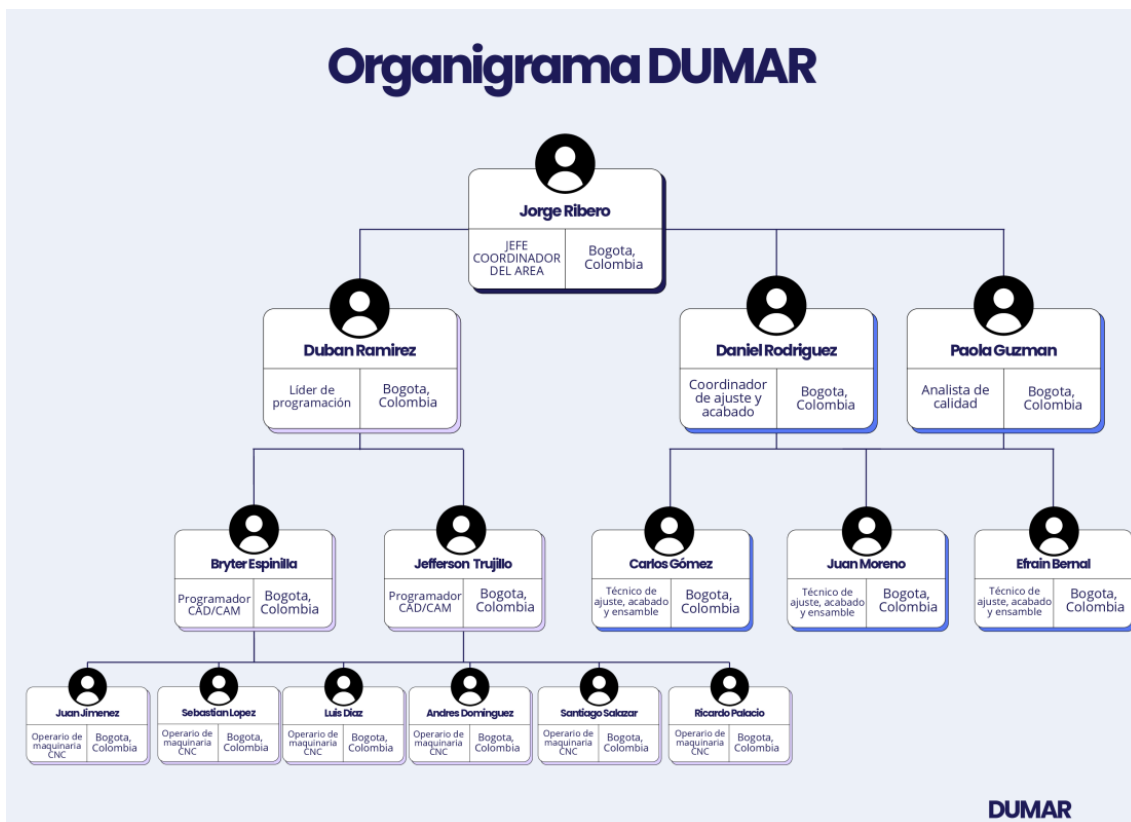 Organigrama DUMAR
Jorge Ribero
JEFE
COORDINADOR
DEL AREA
Bogota,
Colombia
Duban Ramirez
Líder de
programación
Bogota,
Colombia
Daniel Rodriguez
Coordinador
de ajuste y
acabado
Bogota,
Colombia
Paola Guzman
Analista de
calidad
Bogota,
Colombia
Bryter Espinilla
Programador
CAD/CAM
Bogota,
Colombia
Jefferson Trujillo
Programador
CAD/CAM
Bogota,
Colombia
Carlos Gómez
Técnico de
ajuste, acabado
y ensamble
Bogota,
Colombia
Juan Moreno
Técnico de
ajuste, acabado
y ensamble
Bogota,
Colombia
Efrain Bernal
Técnico de
ajuste, acabado
y ensamble
Bogota,
Colombia
Juan Jimenez
Operario de
maquinaria
CNC
Bogota,
Colombia
Sebastian Lopez
Operario de
maquinaria
CNC
Bogota,
Colombia
Luis Diaz
Operario de
maquinaria
CNC
Bogota,
Colombia
Andres Dominguez
Operario de
maquinaria
CNC
Bogota,
Colombia
Santiago Salazar
Operario de
maquinaria
CNC
Bogota,
Colombia
Ricardo Palacio
Operario de
maquinaria
CNC
Bogota,
Colombia
DUMAR